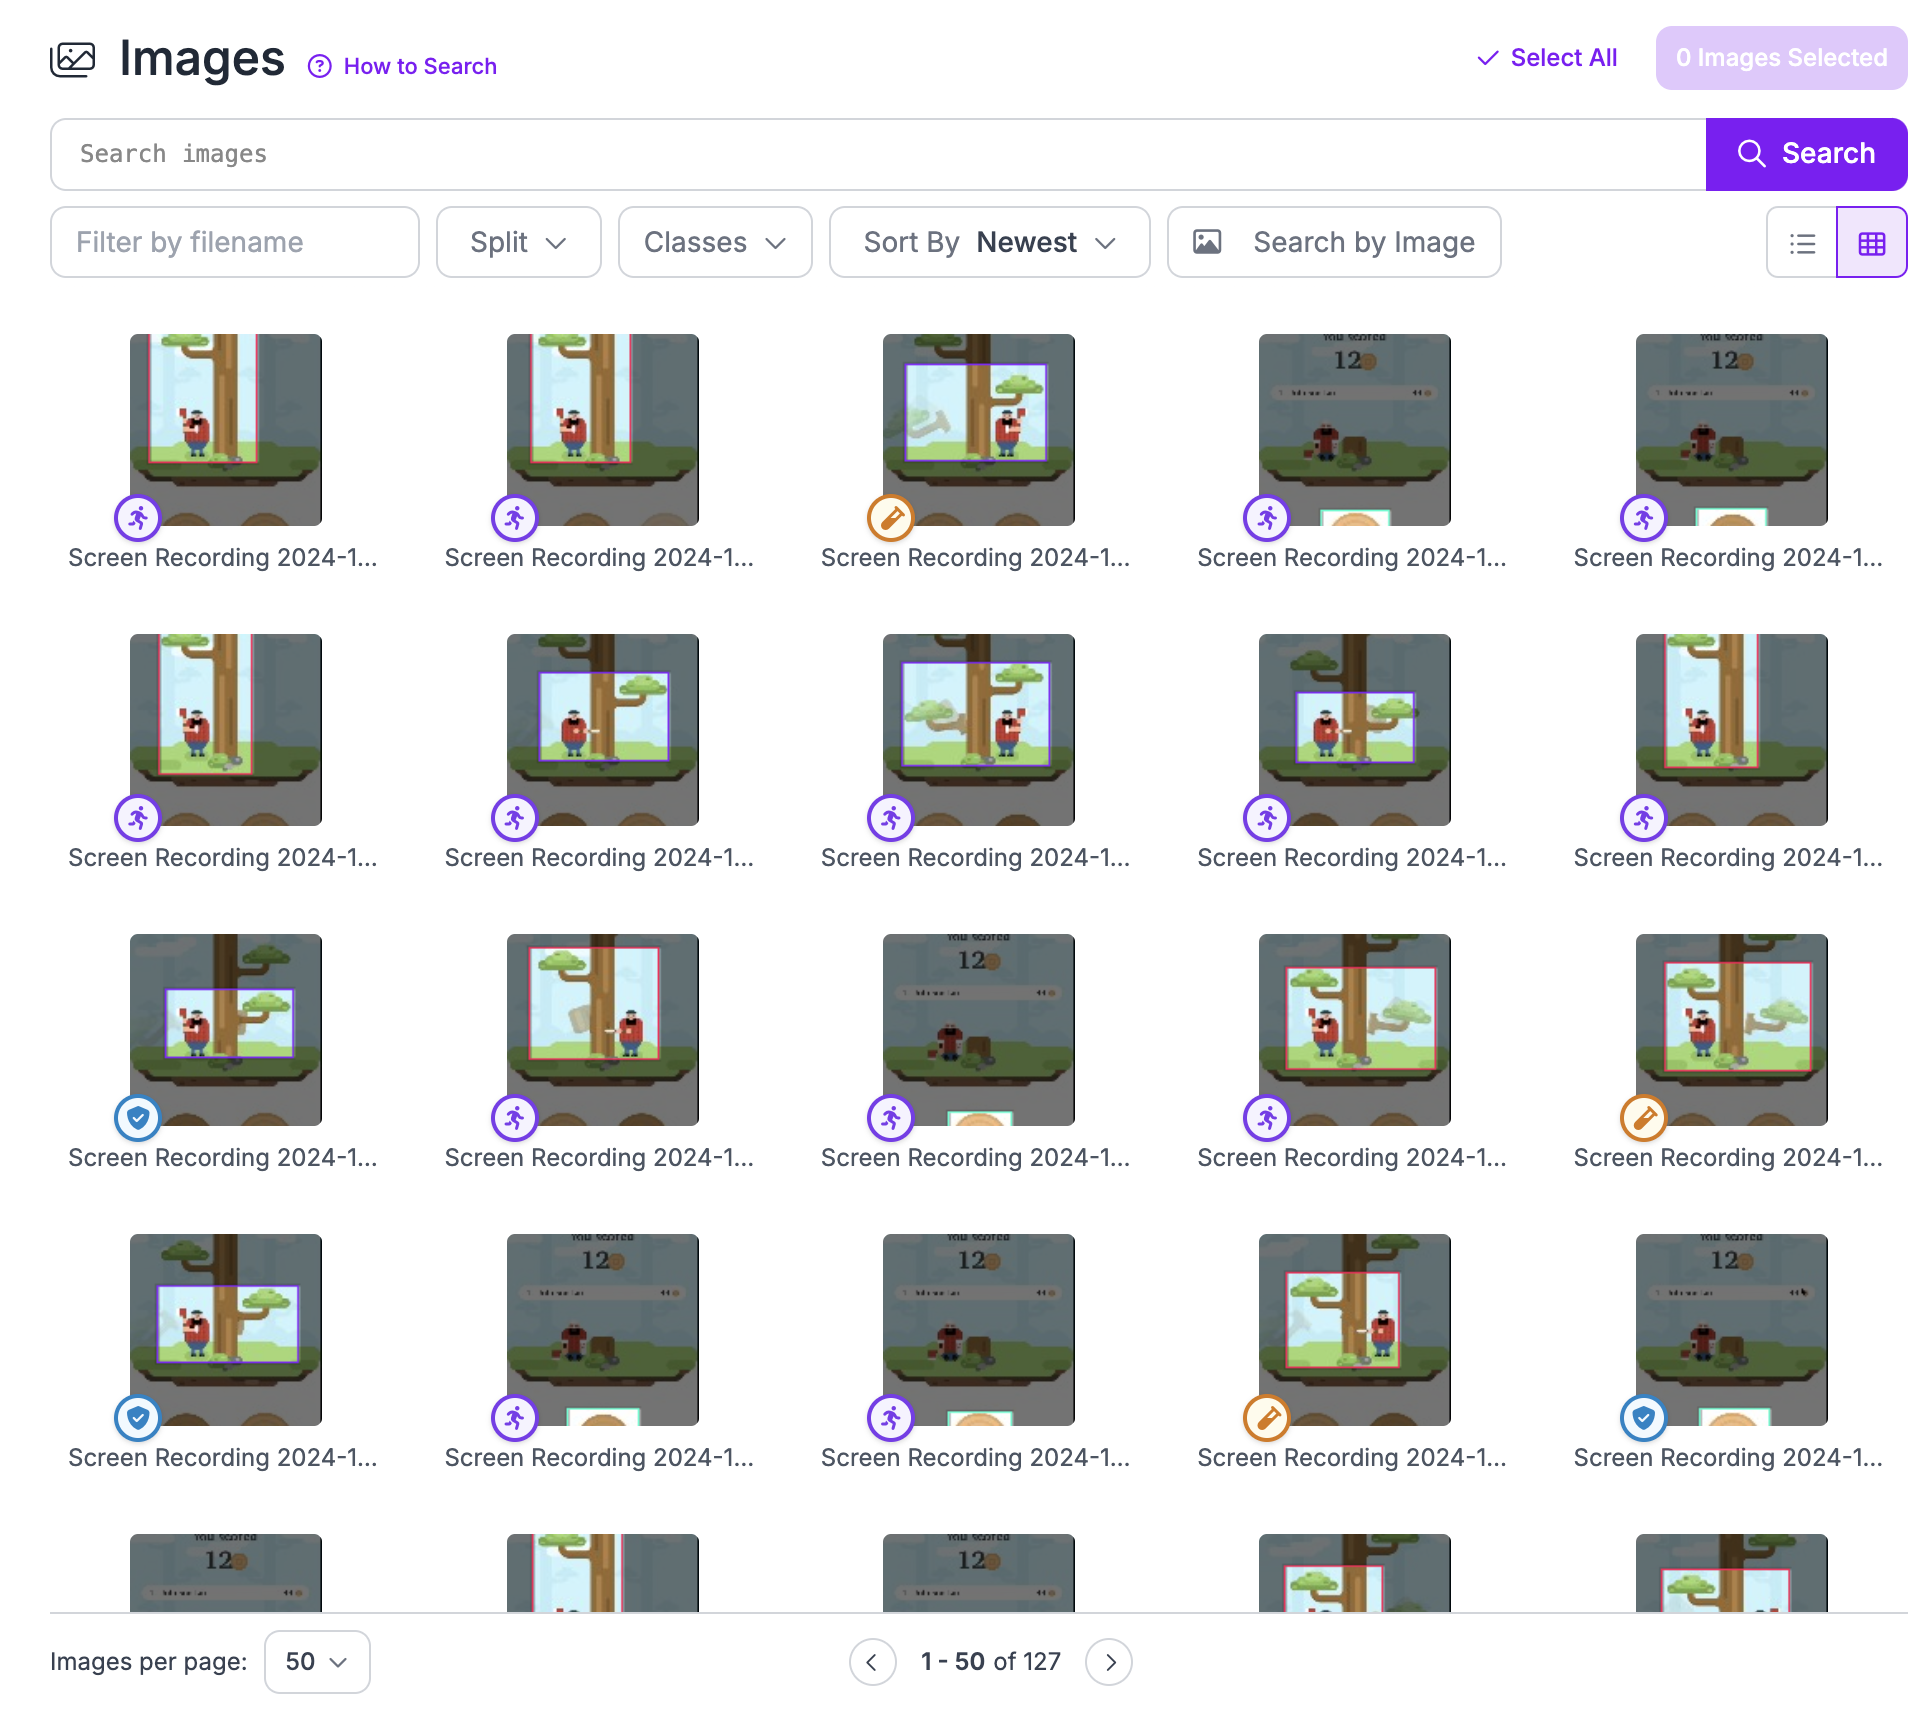 Images
How to Search
Select All
0 Images Selected
Search images
Search
Filter by filename
Split
Classes
Sort By Newest
Search by Image
12
12
Screen Recording 2024-1...
Screen Recording 2024-1...
Screen Recording 2024-1...
Screen Recording 2024-1...
Screen Recording 2024-1...
Screen Recording 2024-1...
Screen Recording 2024-1...
Screen Recording 2024-1...
Screen Recording 2024-1...
Screen Recording 2024-1...
12
Screen Recording 2024-1...
Screen Recording 2024-1...
Screen Recording 2024-1...
Screen Recording 2024-1...
Screen Recording 2024-1...
12
12
12
Screen Recording 2024-1...
Screen Recording 2024-1...
Screen Recording 2024-1...
Screen Recording 2024-1...
Screen Recording 2024-1...
12
12
Images per page:
50
1 - 50 of 127